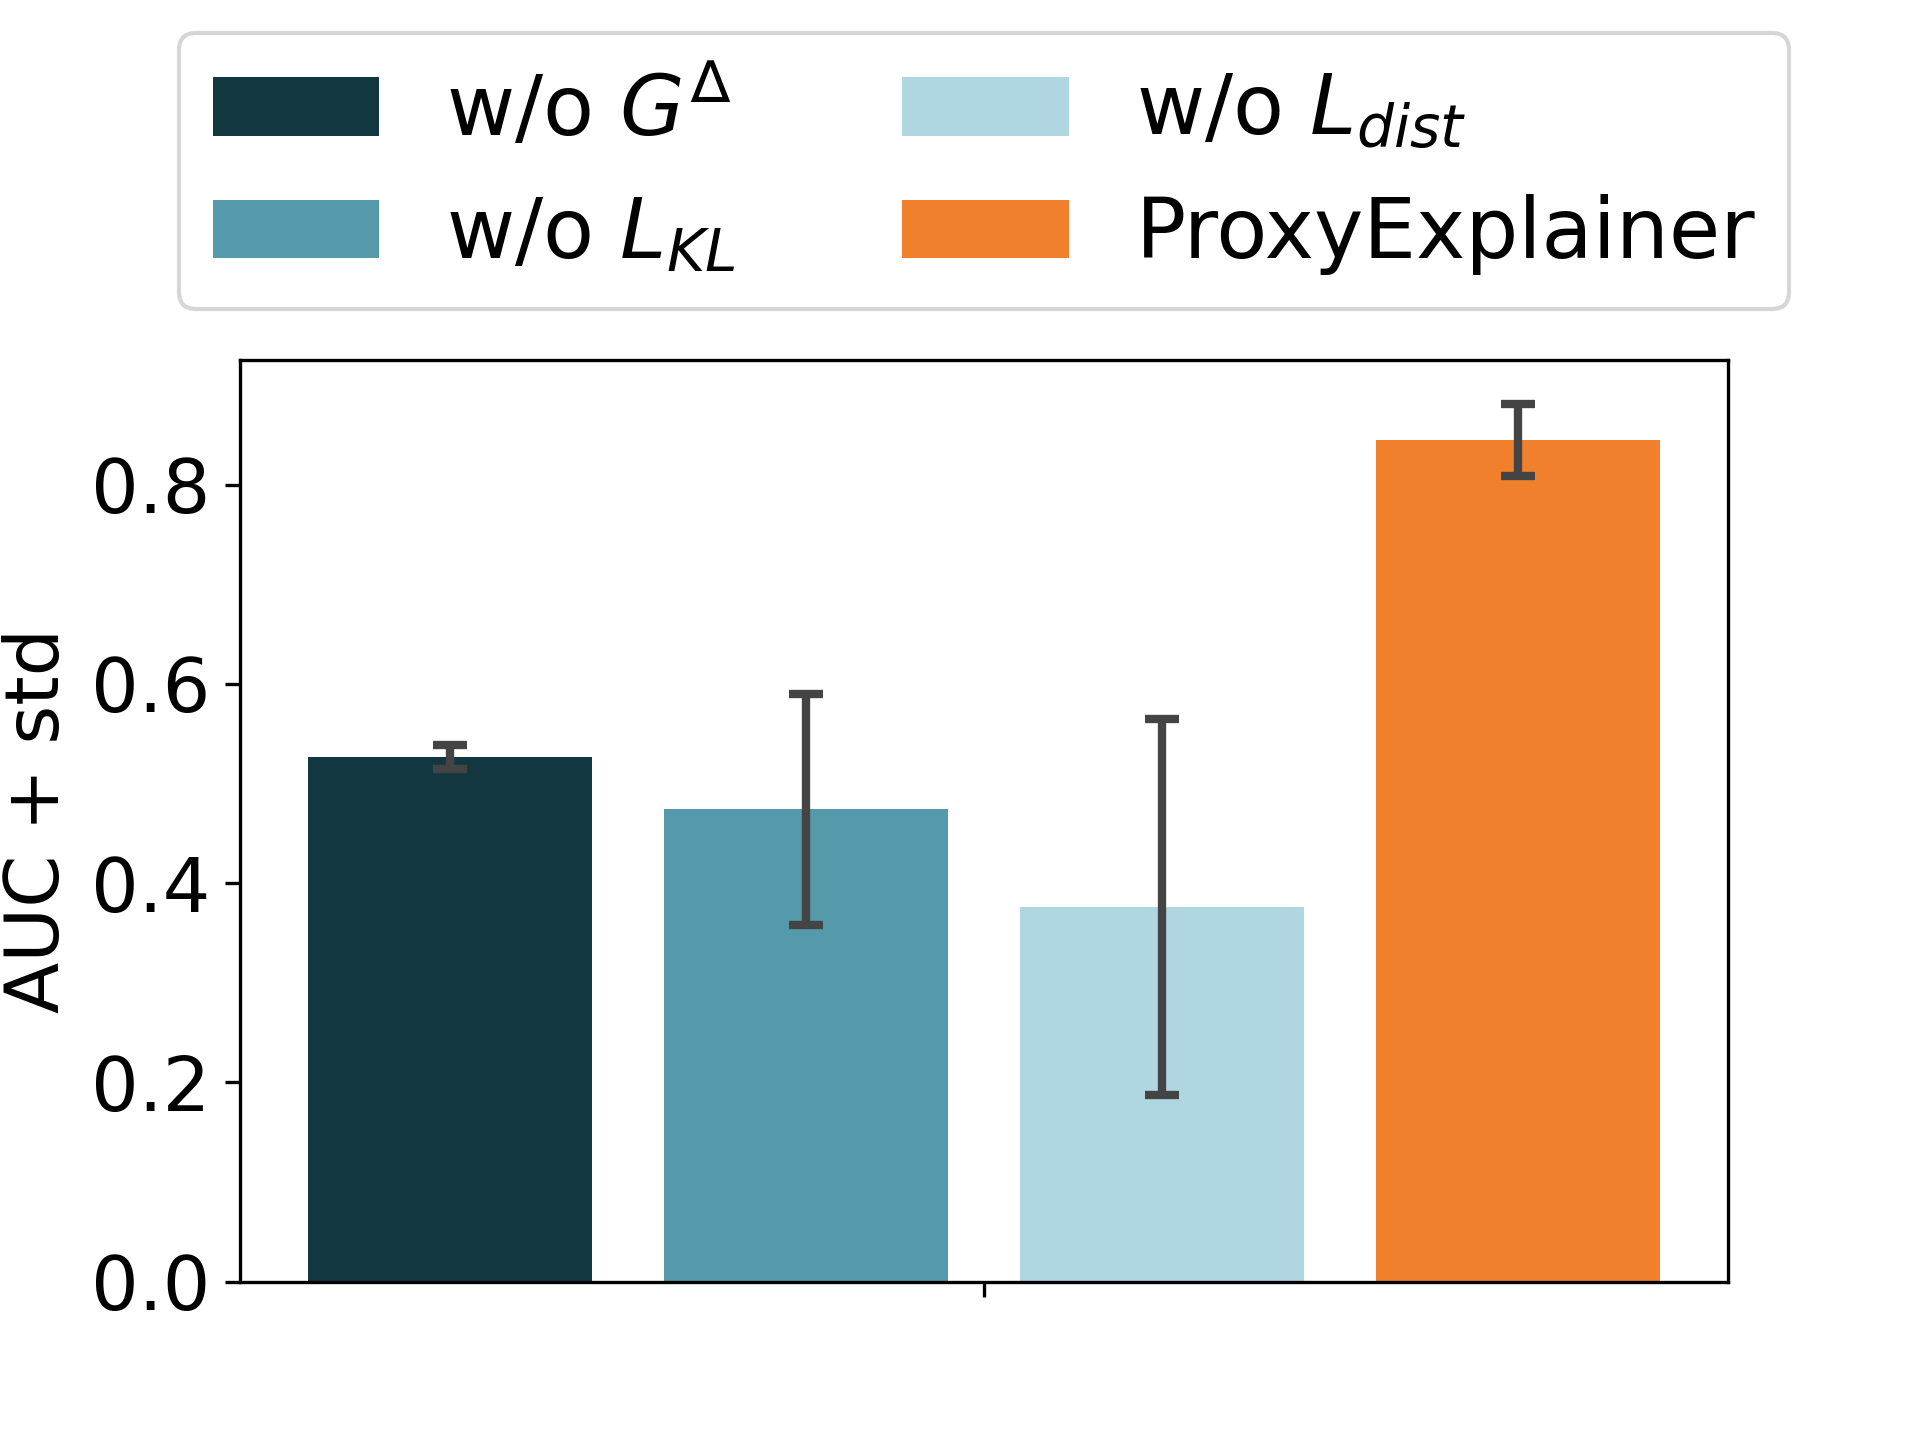 w/o G^Δ
w/o L_KL
w/o L_dist
ProxyExplainer
AUC + std
0.8
0.6
0.4
0.2
0.0